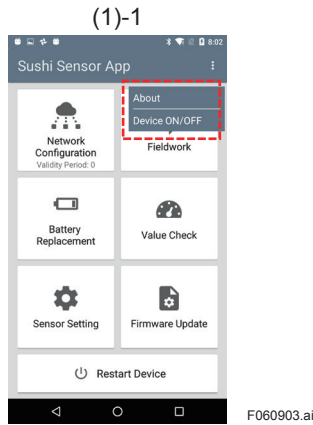 (1)-1
8:02
Sushi Sensor App
About
Device ON/OFF
Network
Configuration
Validity Period: 0
Fieldwork
Battery
Replacement
Value Check
Sensor Setting
Firmware Update
Restart Device
F060903.ai